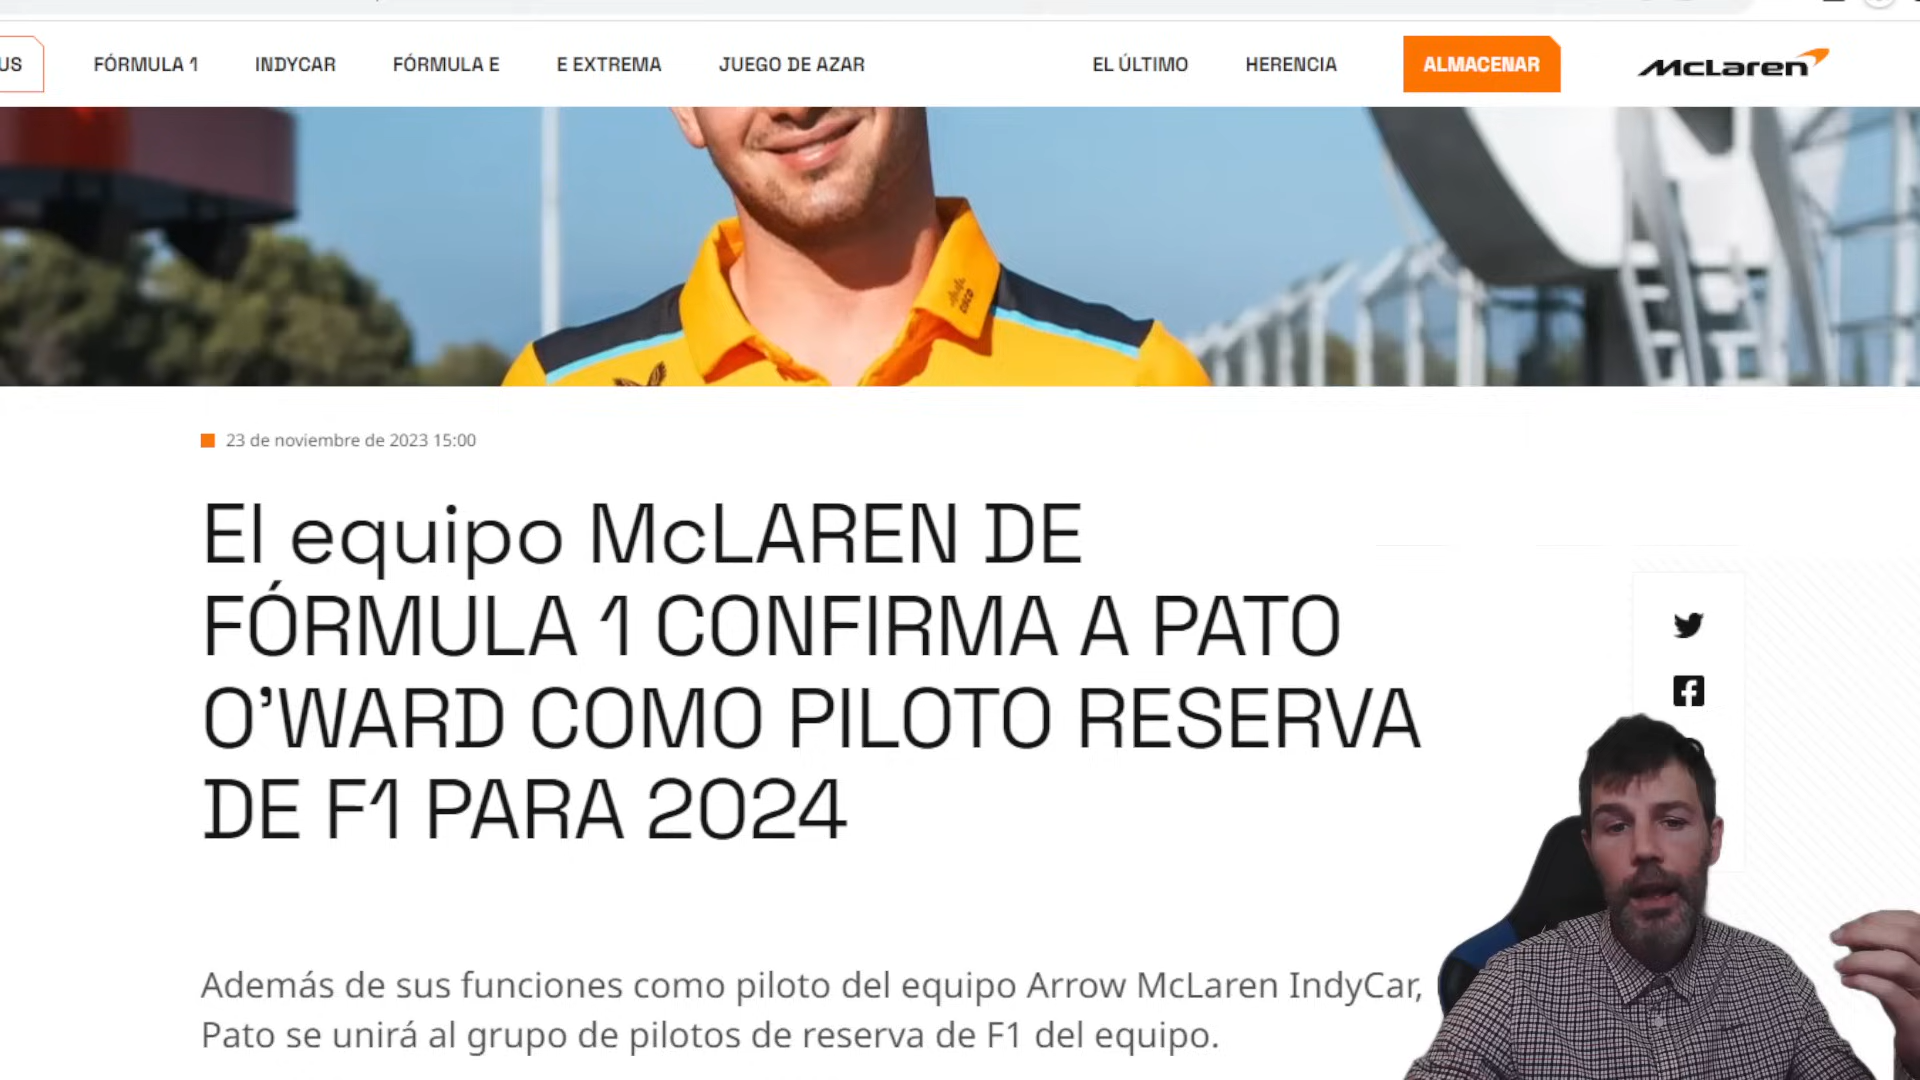 US
FÓRMULA 1
INDYCAR
FÓRMULA E
E EXTREMA
JUEGO DE AZAR
EL ÚLTIMO
HERENCIA
ALMACENAR
McLaren
CISCO
23 de noviembre de 2023 15:00
El equipo McLAREN DE
FÓRMULA 1 CONFIRMA A PATO
O’WARD COMO PILOTO RESERVA
DE F1 PARA 2024
Además de sus funciones como piloto del equipo Arrow McLaren IndyCar,
Pato se unirá al grupo de pilotos de reserva de F1 del equipo.